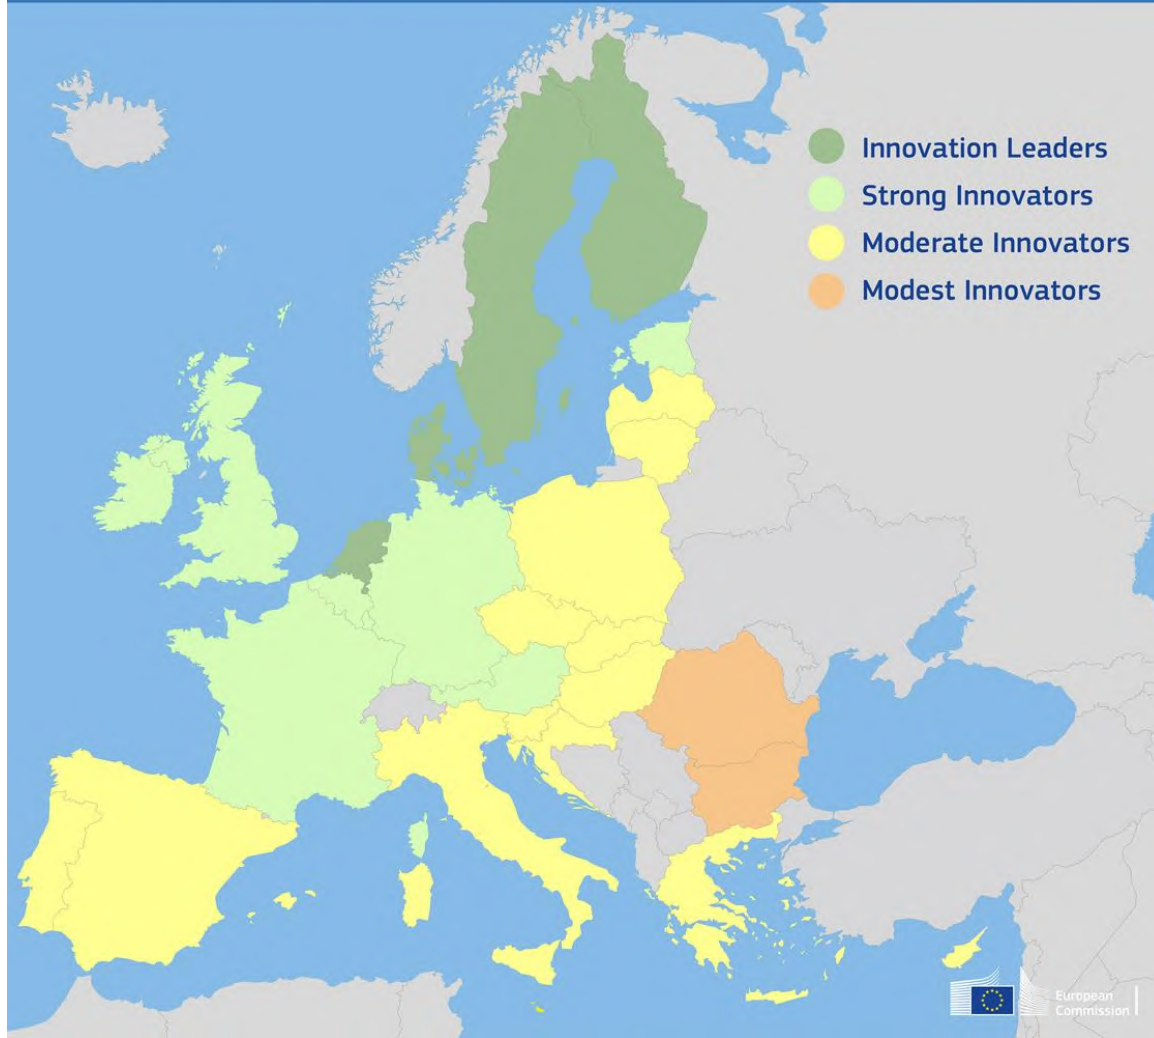 Innovation Leaders
Strong Innovators
Moderate Innovators
Modest Innovators
European
Commission